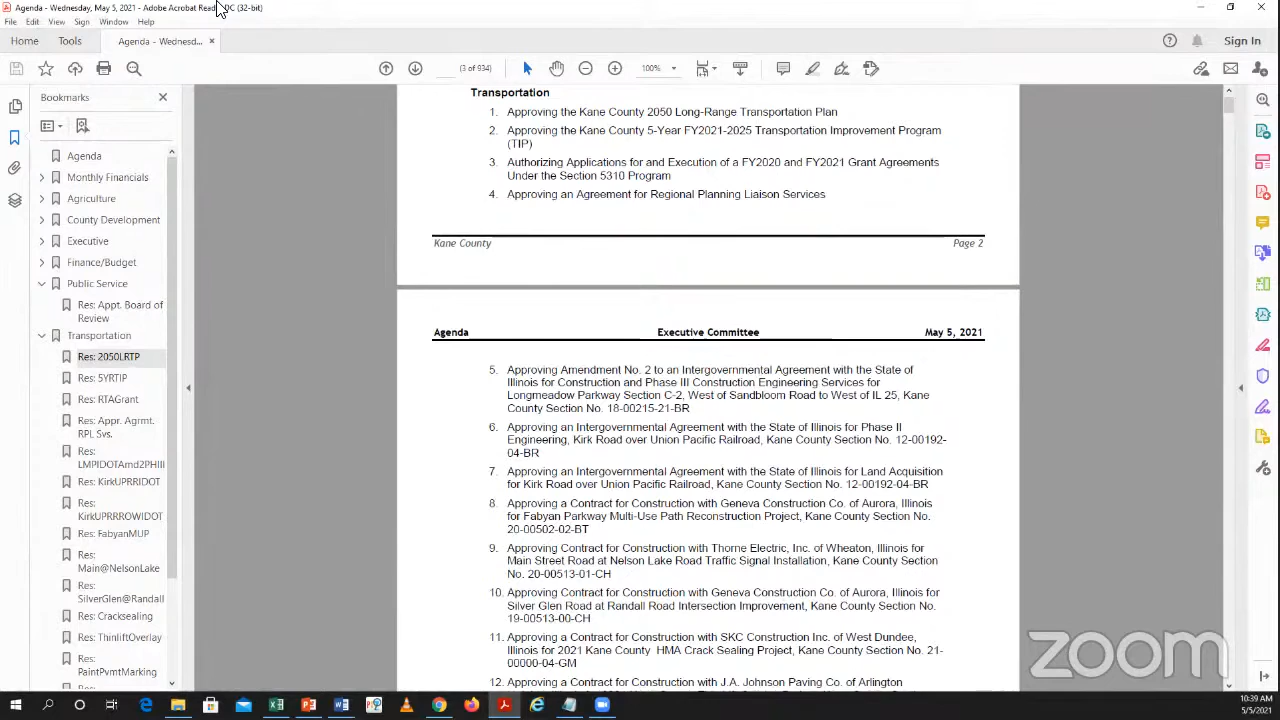 Agenda - Wednesday, May 5, 2021 - Adobe Acrobat Reader DC (32-bit)
File Edit View Sign Window Help
Home Tools Agenda - Wednesd... × Sign In
(3 of 934) 100%
Bookmarks
Agenda
Monthly Financials
Agriculture
County Development
Executive
Finance/Budget
Public Service
Res: Appt. Board of
Review
Transportation
Res: 2050LRTP
Res: 5YRTIP
Res: RTAGrant
Res: Appr. Agrmt.
RPL Svs.
Res:
LMPIDOTAmd2PHIII
Res: KirkUPRRIDOT
Res:
KirkUPRRROWIDOT
Res: FabyanMUP
Res:
Main@NelsonLake
Res:
SilverGlen@Randall
Res: Cracksealing
Res: ThinliftOverlay
Res:
PaintPvmtMarking
Transportation
1. Approving the Kane County 2050 Long-Range Transportation Plan
2. Approving the Kane County 5-Year FY2021-2025 Transportation Improvement Program
(TIP)
3. Authorizing Applications for and Execution of a FY2020 and FY2021 Grant Agreements
Under the Section 5310 Program
4. Approving an Agreement for Regional Planning Liaison Services
Kane County Page 2
Agenda Executive Committee May 5, 2021
5. Approving Amendment No. 2 to an Intergovernmental Agreement with the State of
Illinois for Construction and Phase III Construction Engineering Services for
Longmeadow Parkway Section C-2, West of Sandbloom Road to West of IL 25, Kane
County Section No. 18-00215-21-BR
6. Approving an Intergovernmental Agreement with the State of Illinois for Phase II
Engineering, Kirk Road over Union Pacific Railroad, Kane County Section No. 12-00192-
04-BR
7. Approving an Intergovernmental Agreement with the State of Illinois for Land Acquisition
for Kirk Road over Union Pacific Railroad, Kane County Section No. 12-00192-04-BR
8. Approving a Contract for Construction with Geneva Construction Co. of Aurora, Illinois
for Fabyan Parkway Multi-Use Path Reconstruction Project, Kane County Section No.
20-00502-02-BT
9. Approving Contract for Construction with Thorne Electric, Inc. of Wheaton, Illinois for
Main Street Road at Nelson Lake Road Traffic Signal Installation, Kane County Section
No. 20-00513-01-CH
10. Approving Contract for Construction with Geneva Construction Co. of Aurora, Illinois for
Silver Glen Road at Randall Road Intersection Improvement, Kane County Section No.
19-00513-00-CH
11. Approving a Contract for Construction with SKC Construction Inc. of West Dundee,
Illinois for 2021 Kane County HMA Crack Sealing Project, Kane County Section No. 21-
00000-04-GM
12. Approving a Contract for Construction with J.A. Johnson Paving Co. of Arlington
zoom
10:39 AM
5/5/2021